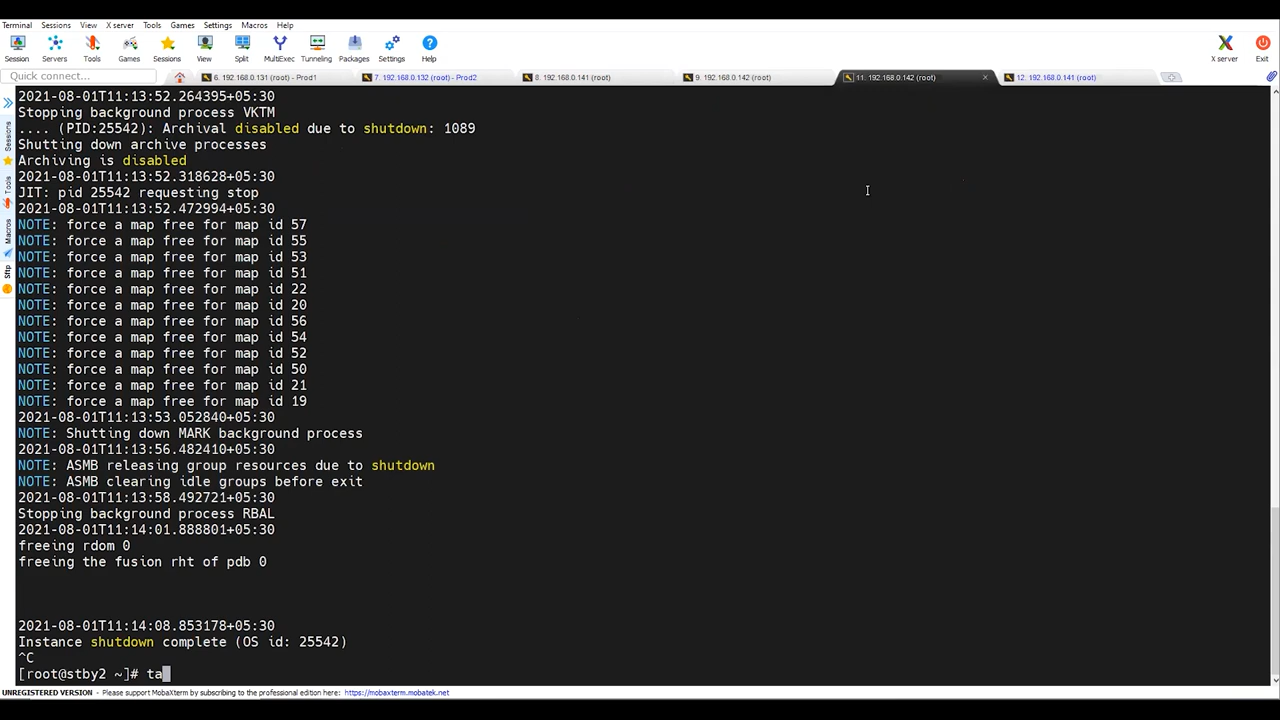 Terminal Sessions View X server Tools Games Settings Macros Help
Session Servers Tools Games Sessions View Split MultiExec Tunneling Packages Settings Help X server Exit
Quick connect... 6. 192.168.0.131 (root) - Prod1 7. 192.168.0.132 (root) - Prod2 8. 192.168.0.141 (root) 9. 192.168.0.142 (root) 11. 192.168.0.142 (root) 12. 192.168.0.141 (root)
Sessions
Tools
Macros
Sftp
2021-08-01T11:13:52.264395+05:30
Stopping background process VKTM
.... (PID:25542): Archival disabled due to shutdown: 1089
Shutting down archive processes
Archiving is disabled
2021-08-01T11:13:52.318628+05:30
JIT: pid 25542 requesting stop
2021-08-01T11:13:52.472994+05:30
NOTE: force a map free for map id 57
NOTE: force a map free for map id 55
NOTE: force a map free for map id 53
NOTE: force a map free for map id 51
NOTE: force a map free for map id 22
NOTE: force a map free for map id 20
NOTE: force a map free for map id 56
NOTE: force a map free for map id 54
NOTE: force a map free for map id 52
NOTE: force a map free for map id 50
NOTE: force a map free for map id 21
NOTE: force a map free for map id 19
2021-08-01T11:13:53.052840+05:30
NOTE: Shutting down MARK background process
2021-08-01T11:13:56.482410+05:30
NOTE: ASMB releasing group resources due to shutdown
NOTE: ASMB clearing idle groups before exit
2021-08-01T11:13:58.492721+05:30
Stopping background process RBAL
2021-08-01T11:14:01.888801+05:30
freeing rdom 0
freeing the fusion rht of pdb 0
2021-08-01T11:14:08.853178+05:30
Instance shutdown complete (OS id: 25542)
^C
[root@stby2 ~]# ta
UNREGISTERED VERSION - Please support MobaXterm by subscribing to the professional edition here: https://mobaxterm.mobatek.net